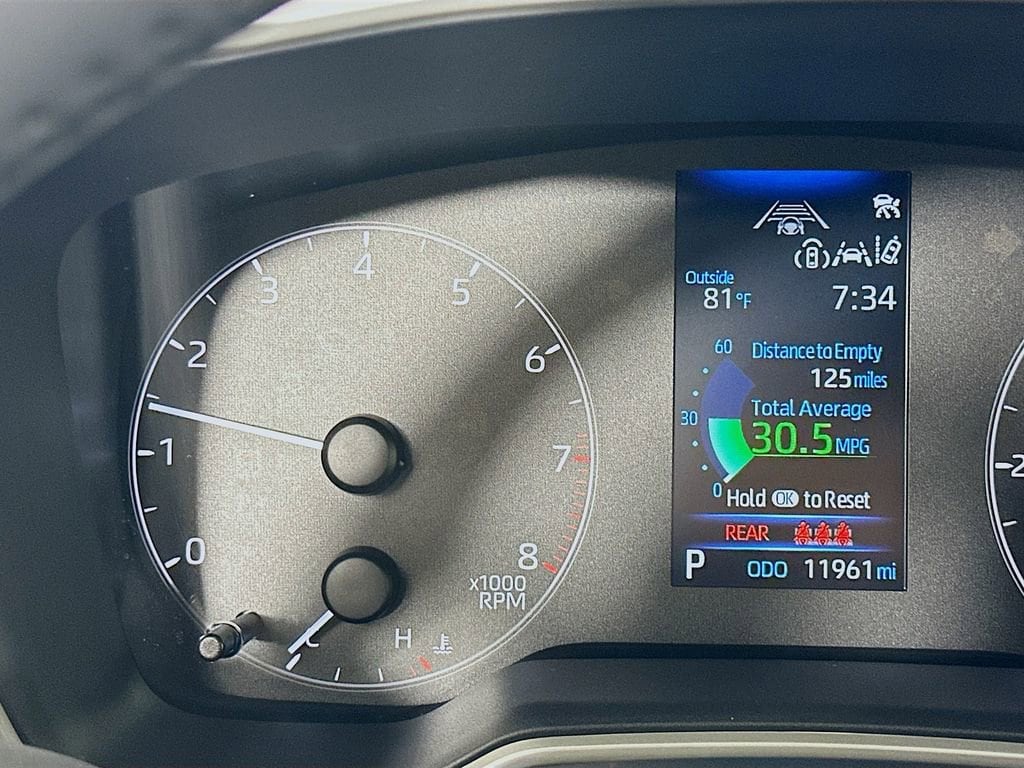 0
1
2
3
4
5
6
7
8
x1000
RPM
H
Outside
81°F
7:34
60
30
0
Distance to Empty
125 miles
Total Average
30.5 MPG
Hold OK to Reset
REAR
P
ODO 11961 mi